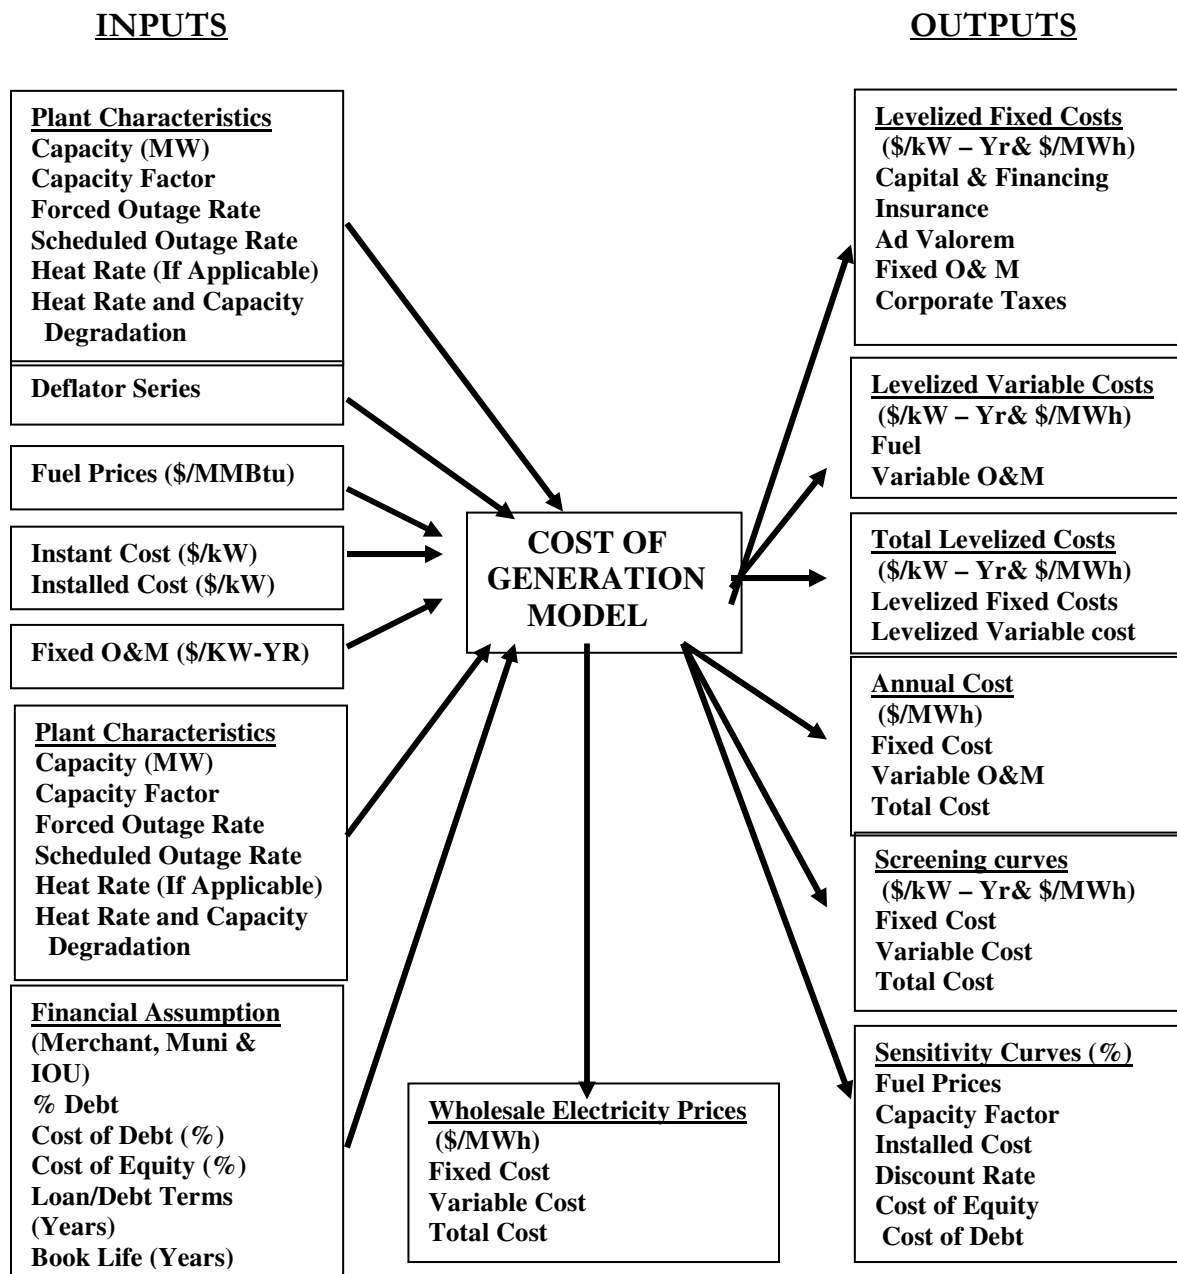 INPUTS
OUTPUTS
Plant Characteristics
Capacity (MW)
Capacity Factor
Forced Outage Rate
Scheduled Outage Rate
Heat Rate (If Applicable)
Heat Rate and Capacity
Degradation
Deflator Series
Fuel Prices ($/MMBtu)
Instant Cost ($/kW)
Installed Cost ($/kW)
Fixed O&M ($/KW-YR)
Plant Characteristics
Capacity (MW)
Capacity Factor
Forced Outage Rate
Scheduled Outage Rate
Heat Rate (If Applicable)
Heat Rate and Capacity
Degradation
Financial Assumption
(Merchant, Muni &
IOU)
% Debt
Cost of Debt (%)
Cost of Equity (%)
Loan/Debt Terms
(Years)
Book Life (Years)
COST OF
GENERATION
MODEL
Wholesale Electricity Prices
($/MWh)
Fixed Cost
Variable Cost
Total Cost
Levelized Fixed Costs
($/kW – Yr& $/MWh)
Capital & Financing
Insurance
Ad Valorem
Fixed O& M
Corporate Taxes
Levelized Variable Costs
($/kW – Yr& $/MWh)
Fuel
Variable O&M
Total Levelized Costs
($/kW – Yr& $/MWh)
Levelized Fixed Costs
Levelized Variable cost
Annual Cost
($/MWh)
Fixed Cost
Variable O&M
Total Cost
Screening curves
($/kW – Yr& $/MWh)
Fixed Cost
Variable Cost
Total Cost
Sensitivity Curves (%)
Fuel Prices
Capacity Factor
Installed Cost
Discount Rate
Cost of Equity
Cost of Debt